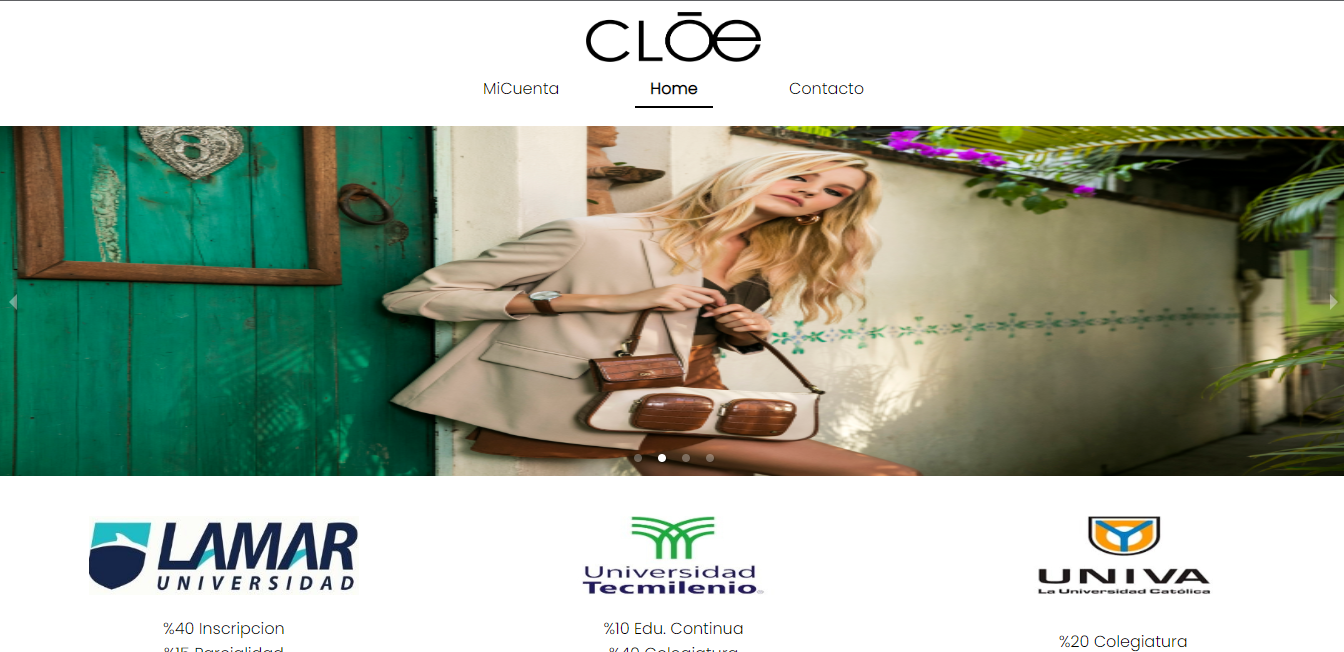 CLŌE
MiCuenta
Home
Contacto
LAMAR
UNIVERSIDAD
Universidad
Tecmilenio
UNIVA
La Universidad Católica
%40 Inscripcion
%10 Edu. Continua
%20 Colegiatura
%15 Parcialidad
%40 Colegiatura